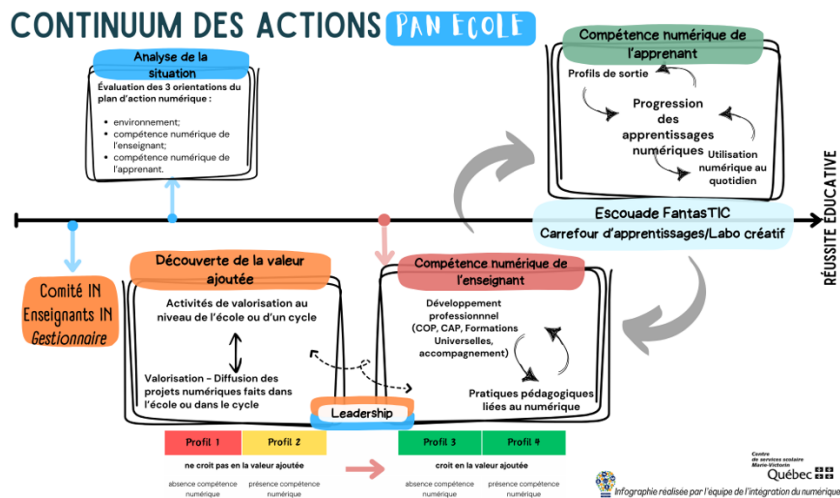 CONTINUUM DES ACTIONS PAN ECOLE
Analyse de la
situation
Évaluation des 3 orientations du
plan d'action numérique :
• environnement;
• compétence numérique de
l'enseignant;
• compétence numérique de
l'apprenant.
Compétence numérique de
l'apprenant
Profils de sortie
Progression
des
apprentissages
numériques
Utilisation
numérique au
quotidien
Escouade FantasTIC
Carrefour d'apprentissages/Labo créatif
RÉUSSITE EDUCATIVE
Comité IN
Enseignants IN
Gestionnaire
Découverte de la valeur
ajoutée
Activités de valorisation au
niveau de l'école ou d'un cycle
Valorisation - Diffusion des
projets numériques faits dans
l'école ou dans le cycle
Compétence numérique de
l'enseignant
Développement
professionnnel
(COP, CAP, Formations
Universelles,
accompagnement)
Pratiques pédagogiques
liées au numérique
Leadership
Profil 1
Profil 2
ne croit pas en la valeur ajoutée
absence compétence
numérique
présence compétence
numérique
Profil 3
Profil 4
croit en la valeur ajoutée
absence compétence
numérique
présence compétence
numérique
Centre
de services scolaire
Marie-Victorin
Québec
Infographie réalisée par l'équipe de l'intégration du numérique